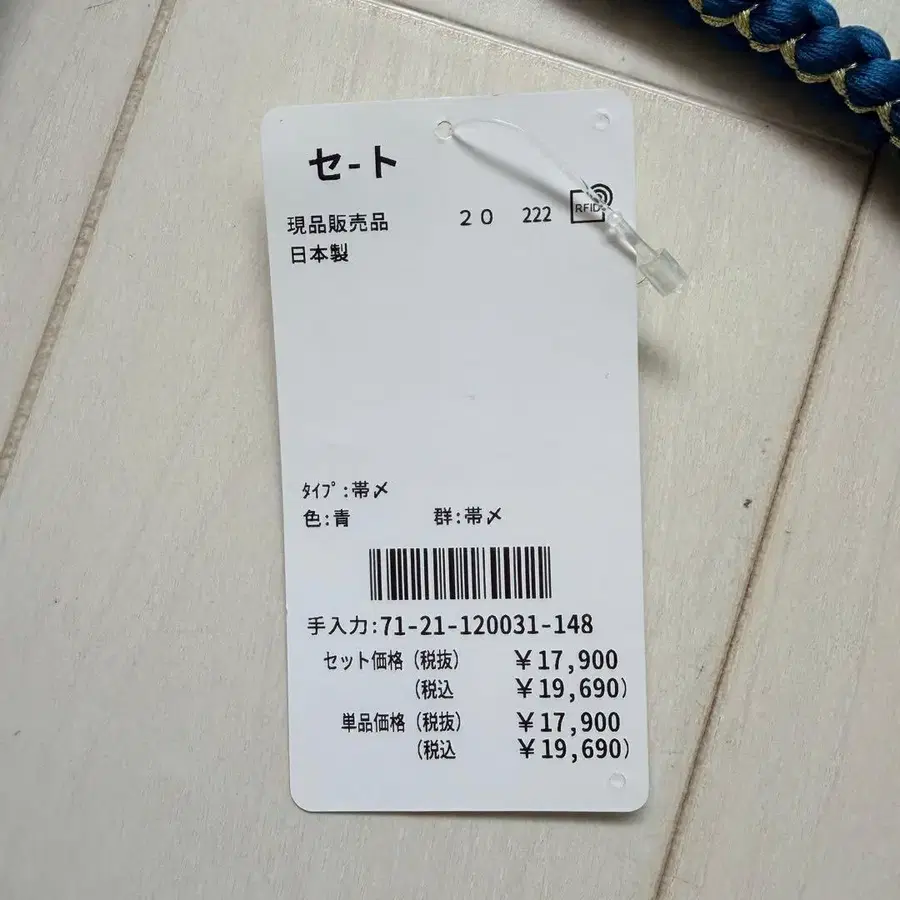 セート
現品販売品 20 222 RFID
日本製
ﾀｲﾌﾟ:帯〆
色:青 群:帯〆
手入力:71-21-120031-148
セット価格(税抜) ￥17,900
(税込 ￥19,690)
単品価格(税抜) ￥17,900
(税込 ￥19,690)